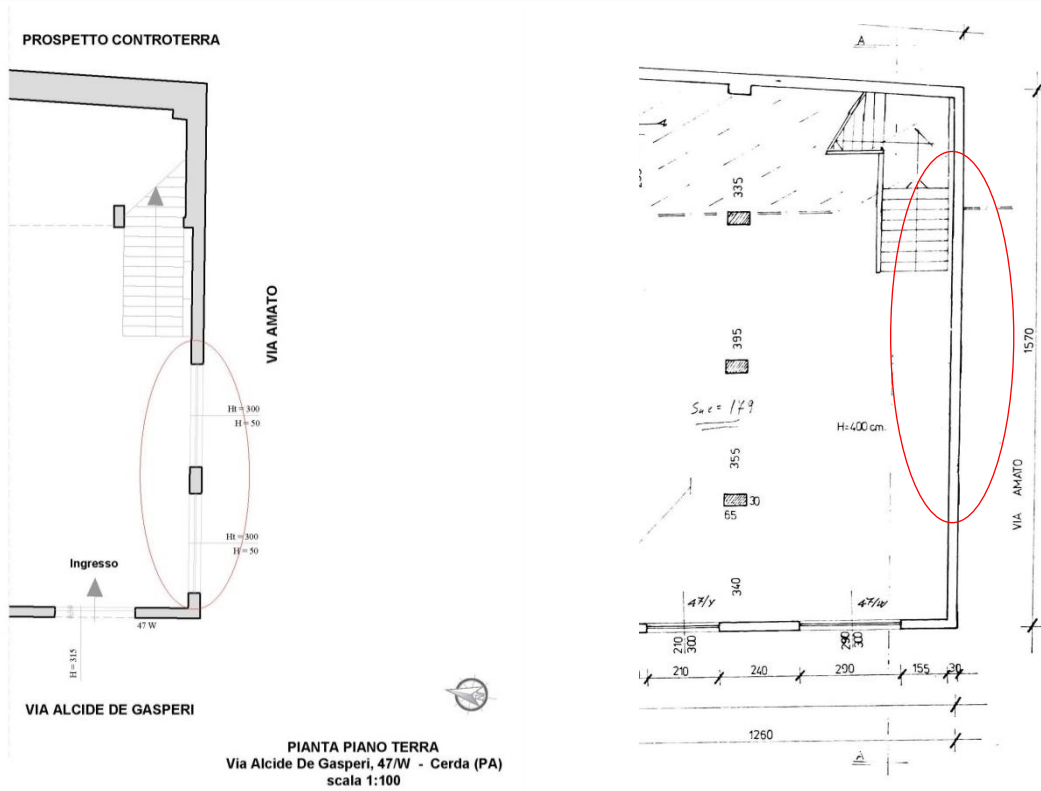 PROSPETTO CONTROTERRA
VIA AMATO
Ht = 300
H = 50
Ht = 300
H = 50
Ingresso
47 W
H = 315
VIA ALCIDE DE GASPERI
PIANTA PIANO TERRA
Via Alcide De Gasperi, 47/W - Cerda (PA)
scala 1:100
A
335
395
1570
Suc = 179
H=400 cm.
355
30
65
VIA AMATO
340
47/Y
47/W
210
300
290
300
210
240
290
155
30
1260
A